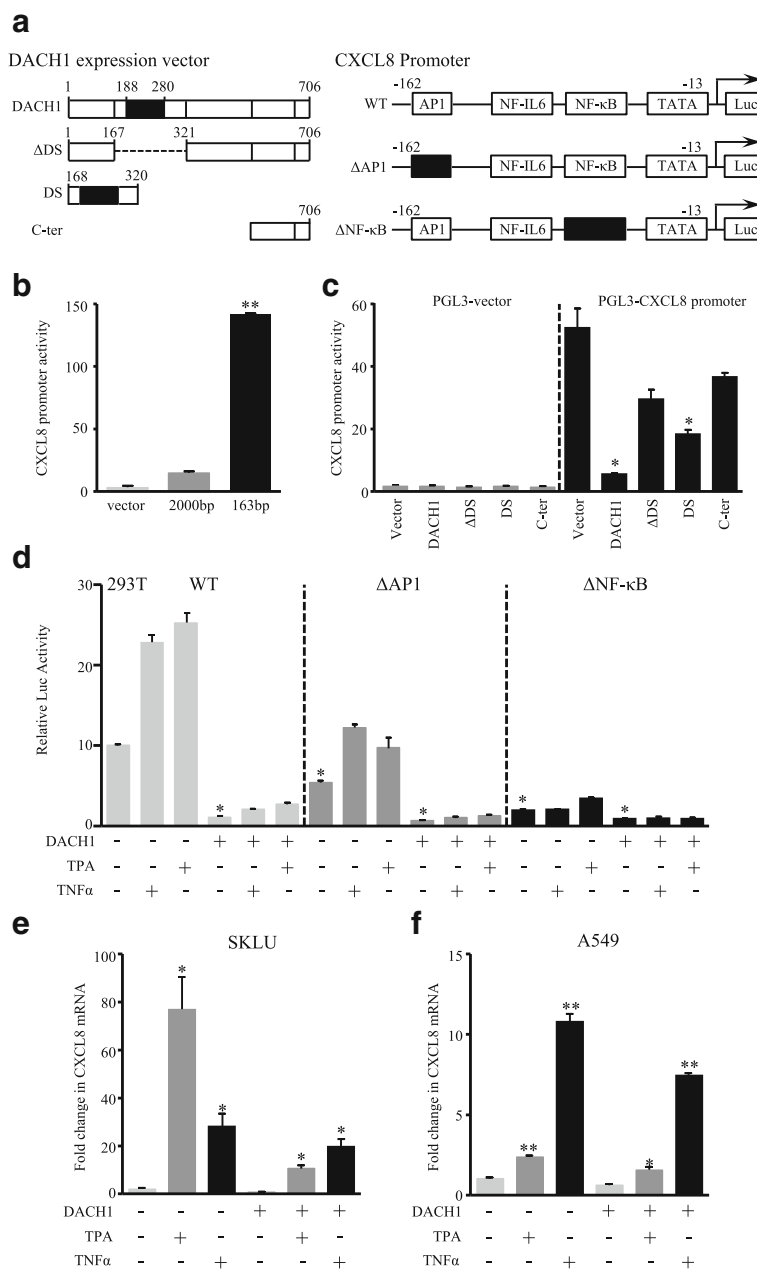 a
DACH1 expression vector
CXCL8 Promoter
1 188 280 706
DACH1
1 167 321 706
ΔDS
168 320
DS
706
C-ter
-162 -13
WT AP1 NF-IL6 NF-κB TATA Luc
-162 -13
ΔAP1 NF-IL6 NF-κB TATA Luc
-162 -13
ΔNF-κB AP1 NF-IL6 TATA Luc
b
CXCL8 promoter activity
150
100
50
0
**
vector 2000bp 163bp
c
CXCL8 promoter activity
60
40
20
0
PGL3-vector PGL3-CXCL8 promoter
* *
Vector DACH1 ΔDS DS C-ter Vector DACH1 ΔDS DS C-ter
d
Relative Luc Activity
30
20
10
0
293T WT ΔAP1 ΔNF-κB
* * * * *
DACH1 - - - + + + - - - + + + - - - + + +
TPA - - + - - + - - + - - + - - + - - +
TNFα - + - - + - - + - - + - - + - - + -
e
SKLU
Fold change in CXCL8 mRNA
100
80
60
40
20
0
* * * *
DACH1 - - - + + +
TPA - + - - + -
TNFα - - + - - +
f
A549
Fold change in CXCL8 mRNA
15
10
5
0
** ** * **
DACH1 - - - + + +
TPA - + - - + -
TNFα - - + - - +